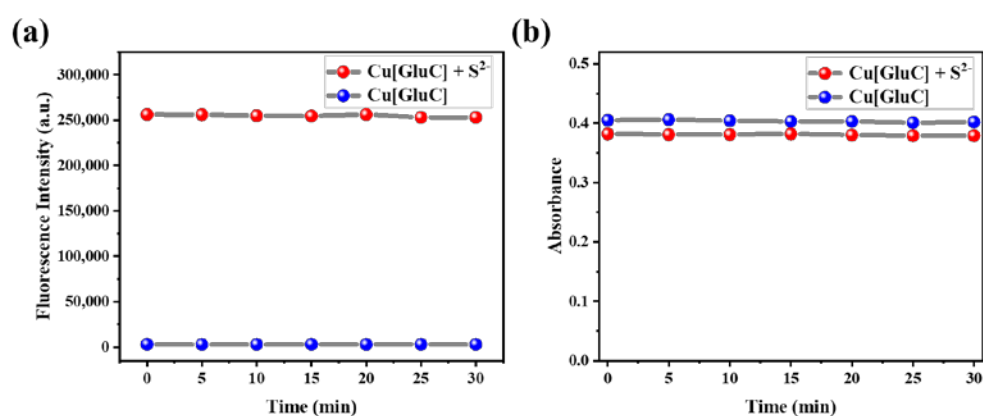 (a)
Fluorescence Intensity (a.u.)
300,000
250,000
200,000
150,000
100,000
50,000
0
Cu[GluC] + S²⁻
Cu[GluC]
0 5 10 15 20 25 30
Time (min)
(b)
Absorbance
0.5
0.4
0.3
0.2
0.1
0.0
Cu[GluC] + S²⁻
Cu[GluC]
0 5 10 15 20 25 30
Time (min)